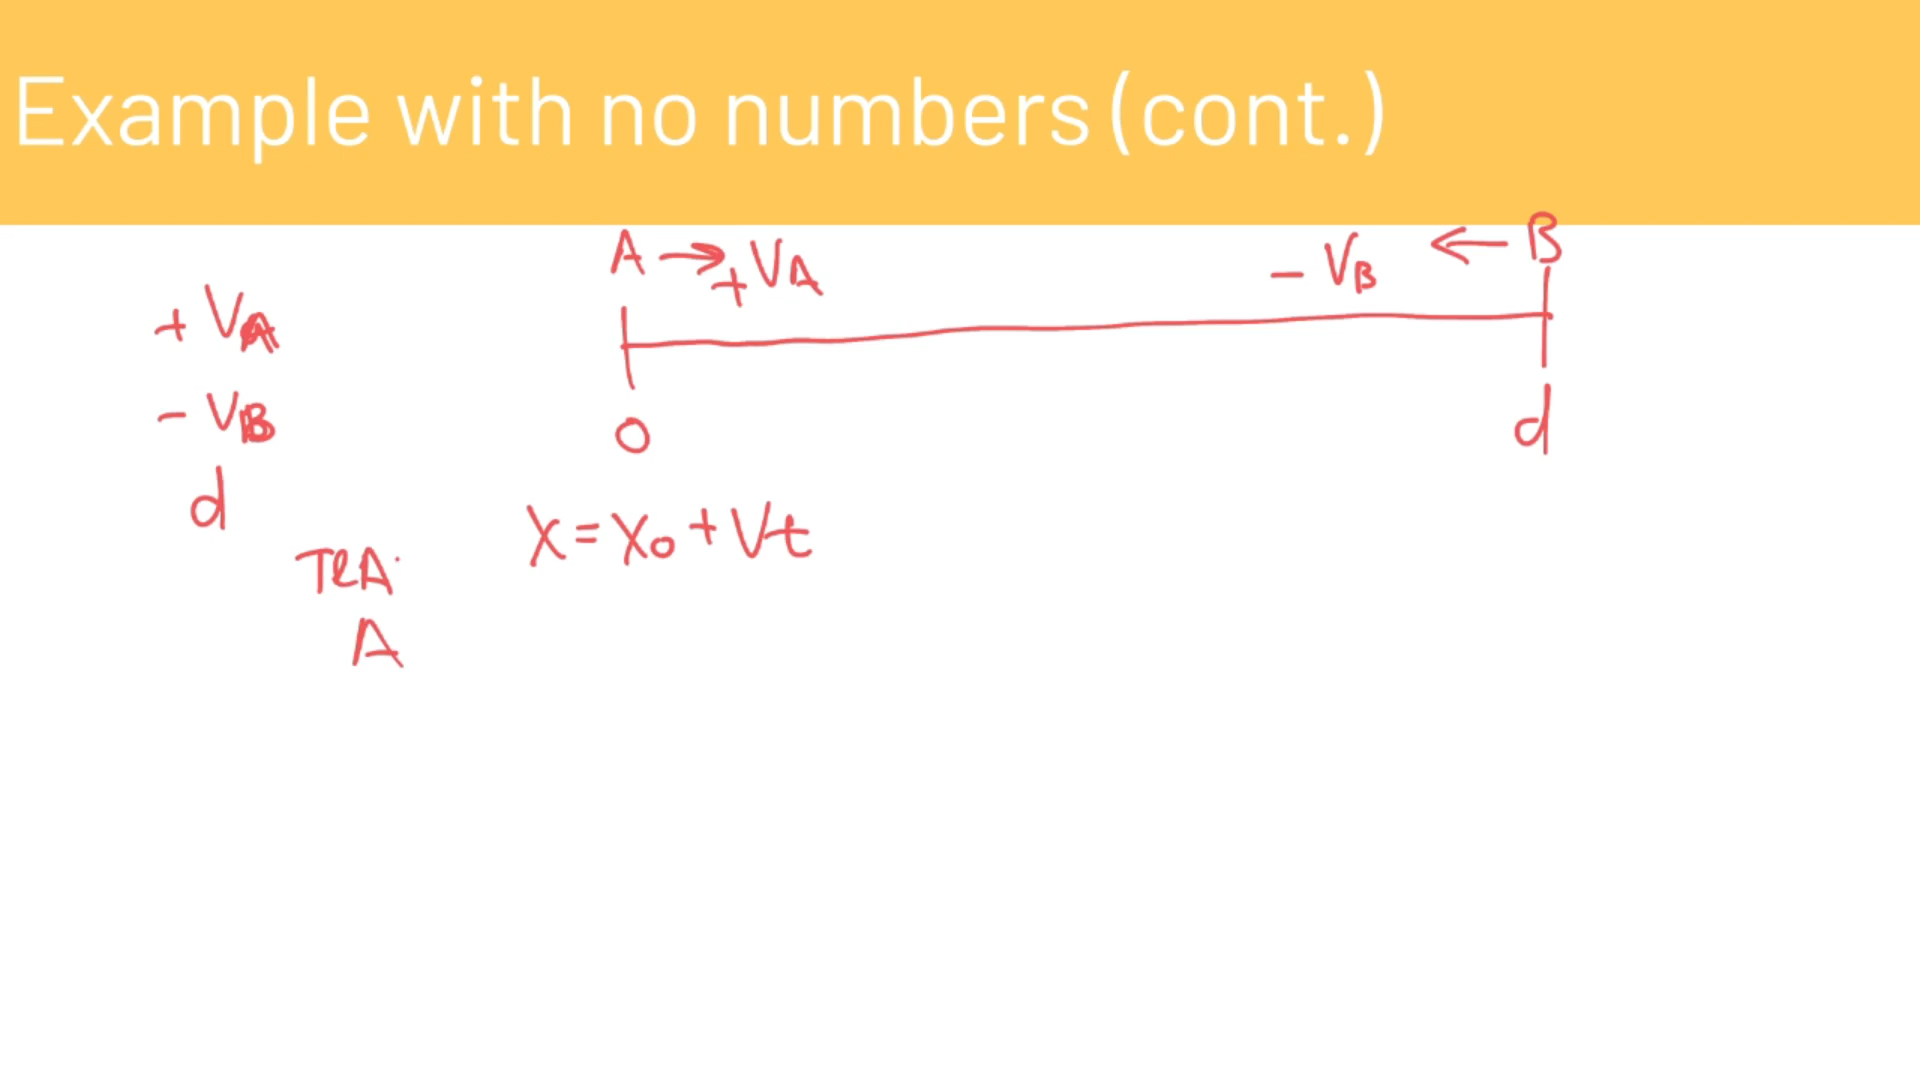 Example with no numbers (cont.)
A → + VA
- VB ← B
+ VA
- VB
d
0
d
X = X0 + Vt
TRA
A